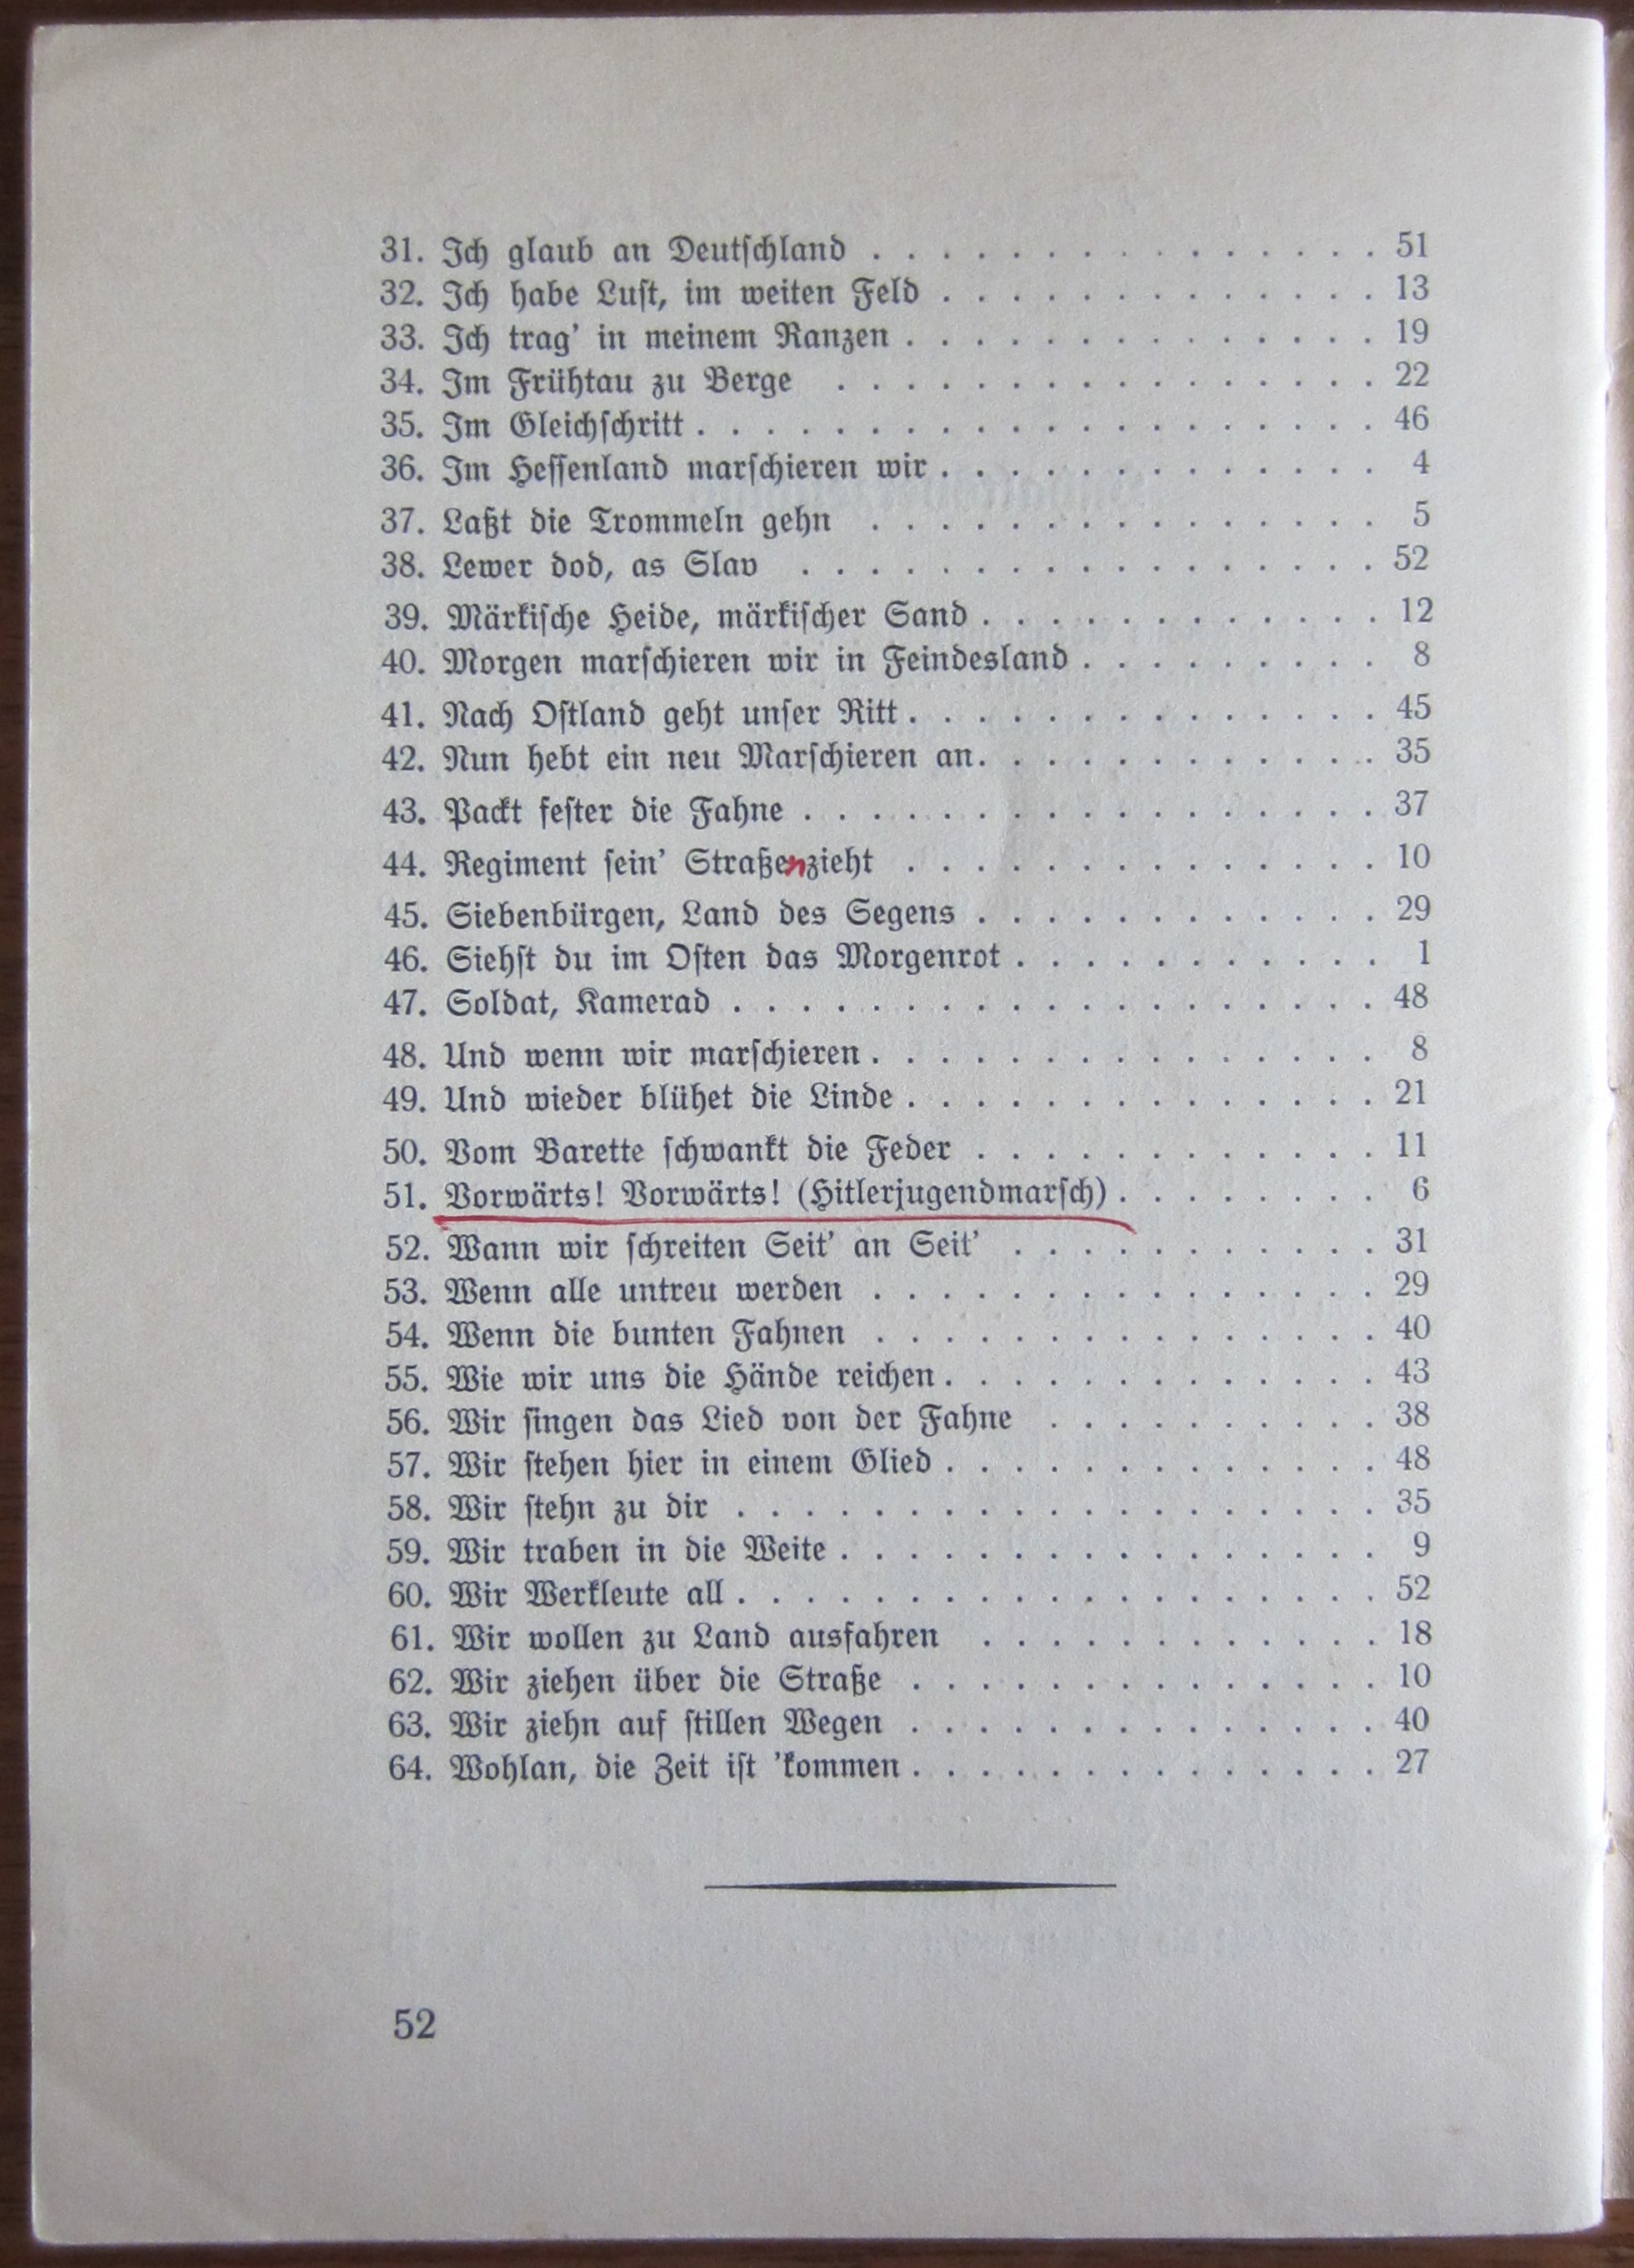 31. Ich glaub an Deutſchland . . . . . . . . . . . . . . . 51
32. Ich habe Luſt, im weiten Feld . . . . . . . . . . . . . 13
33. Ich trag’ in meinem Ranzen . . . . . . . . . . . . . . 19
34. Im Frühtau zu Berge . . . . . . . . . . . . . . . . 22
35. Im Gleichſchritt . . . . . . . . . . . . . . . . . . . . 46
36. Im Heſſenland marſchieren wir . . . . . . . . . . . . . 4
37. Laßt die Trommeln gehn . . . . . . . . . . . . . . . 5
38. Lewer dod, as Slav . . . . . . . . . . . . . . . . . 52
39. Märkiſche Heide, märkiſcher Sand . . . . . . . . . . . . 12
40. Morgen marſchieren wir in Feindesland . . . . . . . . . 8
41. Nach Oſtland geht unſer Ritt . . . . . . . . . . . . . . 45
42. Nun hebt ein neu Marſchieren an . . . . . . . . . . . . 35
43. Packt feſter die Fahne . . . . . . . . . . . . . . . . . 37
44. Regiment ſein’ Straßenzieht . . . . . . . . . . . . . . 10
45. Siebenbürgen, Land des Segens . . . . . . . . . . . . 29
46. Siehſt du im Oſten das Morgenrot . . . . . . . . . . . 1
47. Soldat, Kamerad . . . . . . . . . . . . . . . . . . . 48
48. Und wenn wir marſchieren . . . . . . . . . . . . . . . 8
49. Und wieder blühet die Linde . . . . . . . . . . . . . . 21
50. Vom Barette ſchwankt die Feder . . . . . . . . . . . . 11
51. Vorwärts! Vorwärts! (Hitlerjugendmarſch) . . . . . . . . 6
52. Wann wir ſchreiten Seit’ an Seit’ . . . . . . . . . . . 31
53. Wenn alle untreu werden . . . . . . . . . . . . . . . 29
54. Wenn die bunten Fahnen . . . . . . . . . . . . . . . 40
55. Wie wir uns die Hände reichen . . . . . . . . . . . . . 43
56. Wir ſingen das Lied von der Fahne . . . . . . . . . . 38
57. Wir ſtehen hier in einem Glied . . . . . . . . . . . . . 48
58. Wir ſtehn zu dir . . . . . . . . . . . . . . . . . . . 35
59. Wir traben in die Weite . . . . . . . . . . . . . . . . 9
60. Wir Werkleute all . . . . . . . . . . . . . . . . . . . 52
61. Wir wollen zu Land ausfahren . . . . . . . . . . . . 18
62. Wir ziehen über die Straße . . . . . . . . . . . . . . 10
63. Wir ziehn auf ſtillen Wegen . . . . . . . . . . . . . . 40
64. Wohlan, die Zeit iſt ’kommen . . . . . . . . . . . . . . 27
52